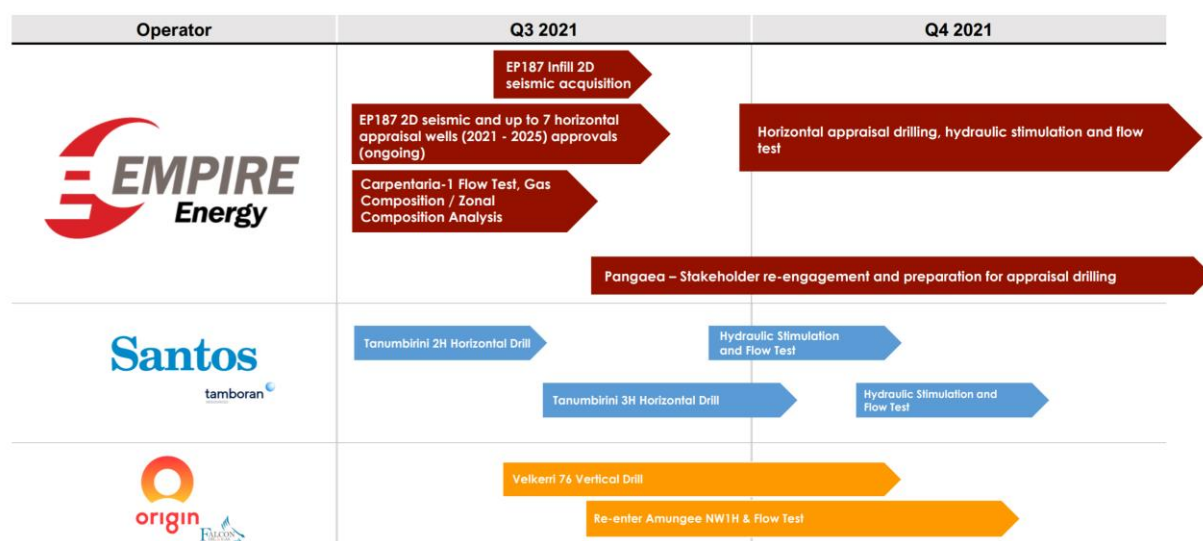 Operator
Q3 2021
Q4 2021
EMPIRE
Energy
EP187 Infill 2D
seismic acquisition
EP187 2D seismic and up to 7 horizontal
appraisal wells (2021 - 2025) approvals
(ongoing)
Horizontal appraisal drilling, hydraulic stimulation and flow
test
Carpentaria-1 Flow Test, Gas
Composition / Zonal
Composition Analysis
Pangaea – Stakeholder re-engagement and preparation for appraisal drilling
Santos
tamboran
Tanumbirini 2H Horizontal Drill
Hydraulic Stimulation
and Flow Test
Tanumbirini 3H Horizontal Drill
Hydraulic Stimulation and
Flow Test
origin
FALCON
Velkerri 76 Vertical Drill
Re-enter Amungee NW1H & Flow Test